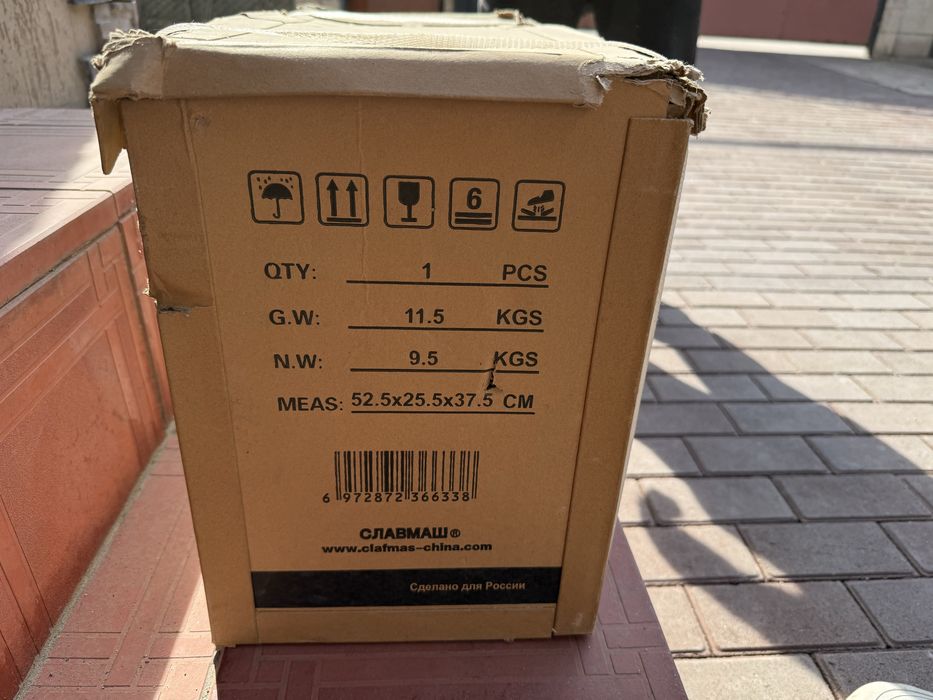 6
QTY: 1 PCS
G.W: 11.5 KGS
N.W: 9.5 KGS
MEAS: 52.5x25.5x37.5 CM
6 972872 366338
СЛАВМАШ®
www.clafmas-china.com
Сделано для России